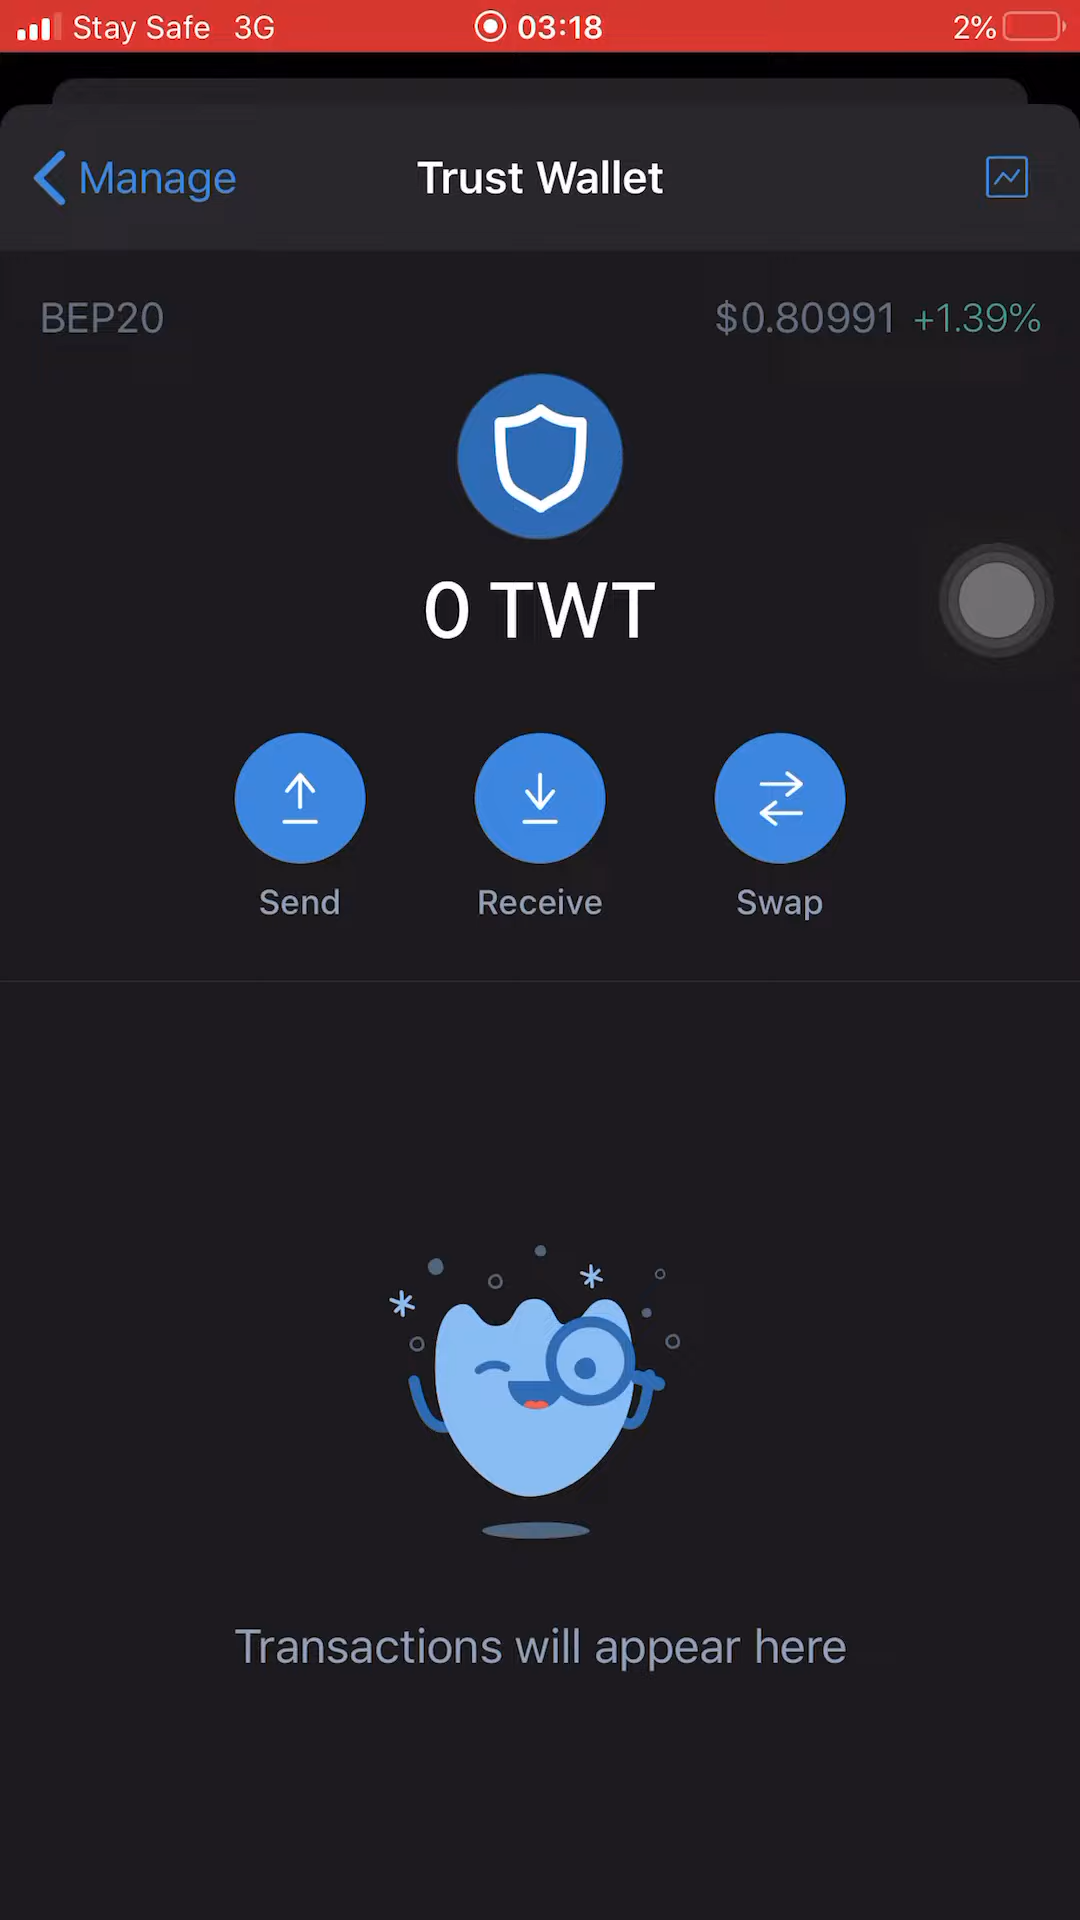 Stay Safe 3G 03:18 2%
Manage Trust Wallet
BEP20 $0.80991 +1.39%
0 TWT
Send Receive Swap
Transactions will appear here